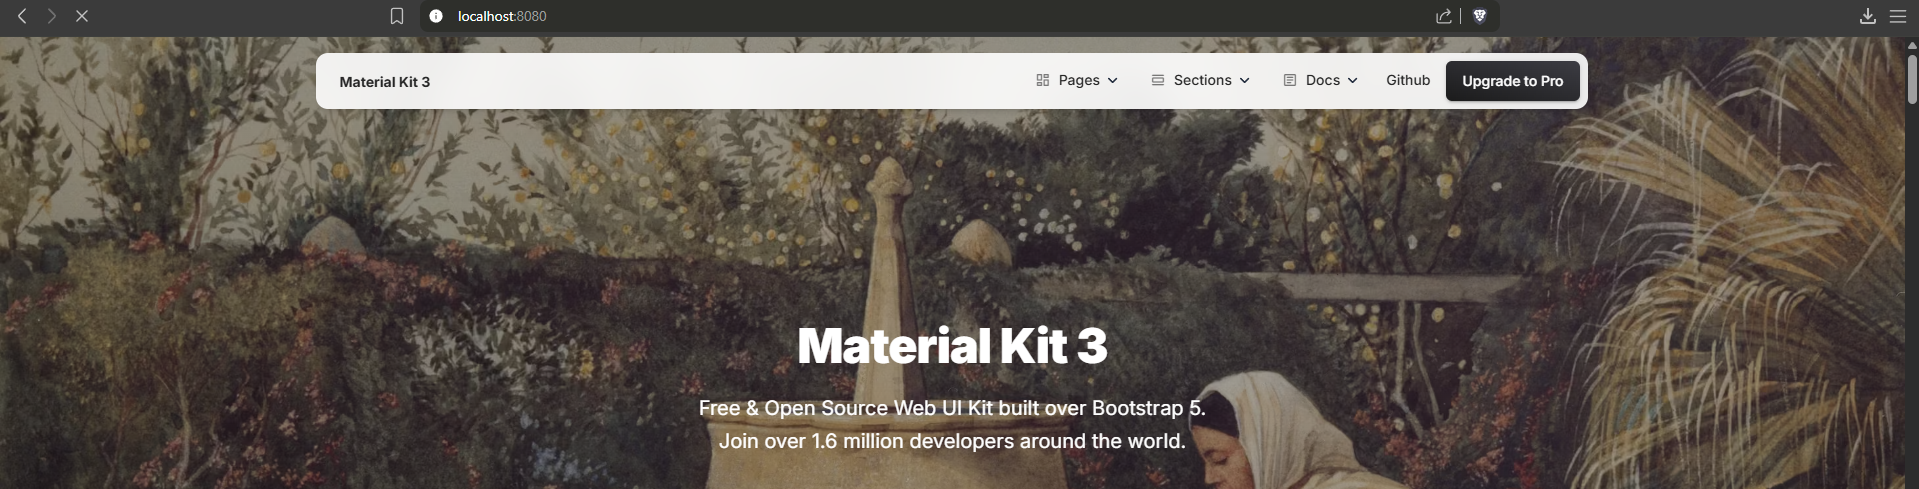 localhost:8080
Material Kit 3
Pages
Sections
Docs
Github
Upgrade to Pro
Material Kit 3
Free & Open Source Web UI Kit built over Bootstrap 5.
Join over 1.6 million developers around the world.